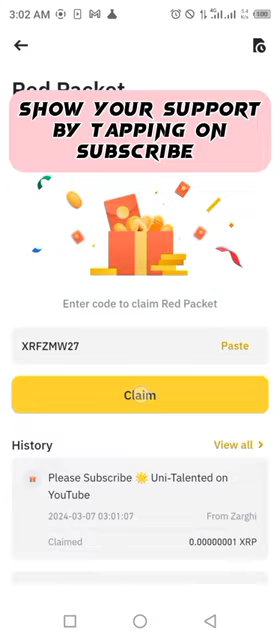 3:02 AM
Red Packet
SHOW YOUR SUPPORT
BY TAPPING ON
SUBSCRIBE
Enter code to claim Red Packet
XRFZMW27 Paste
Claim
History View all >
Please Subscribe 🌟 Uni-Talented on
YouTube
2024-03-07 03:01:07 From Zarghi
Claimed 0.00000001 XRP